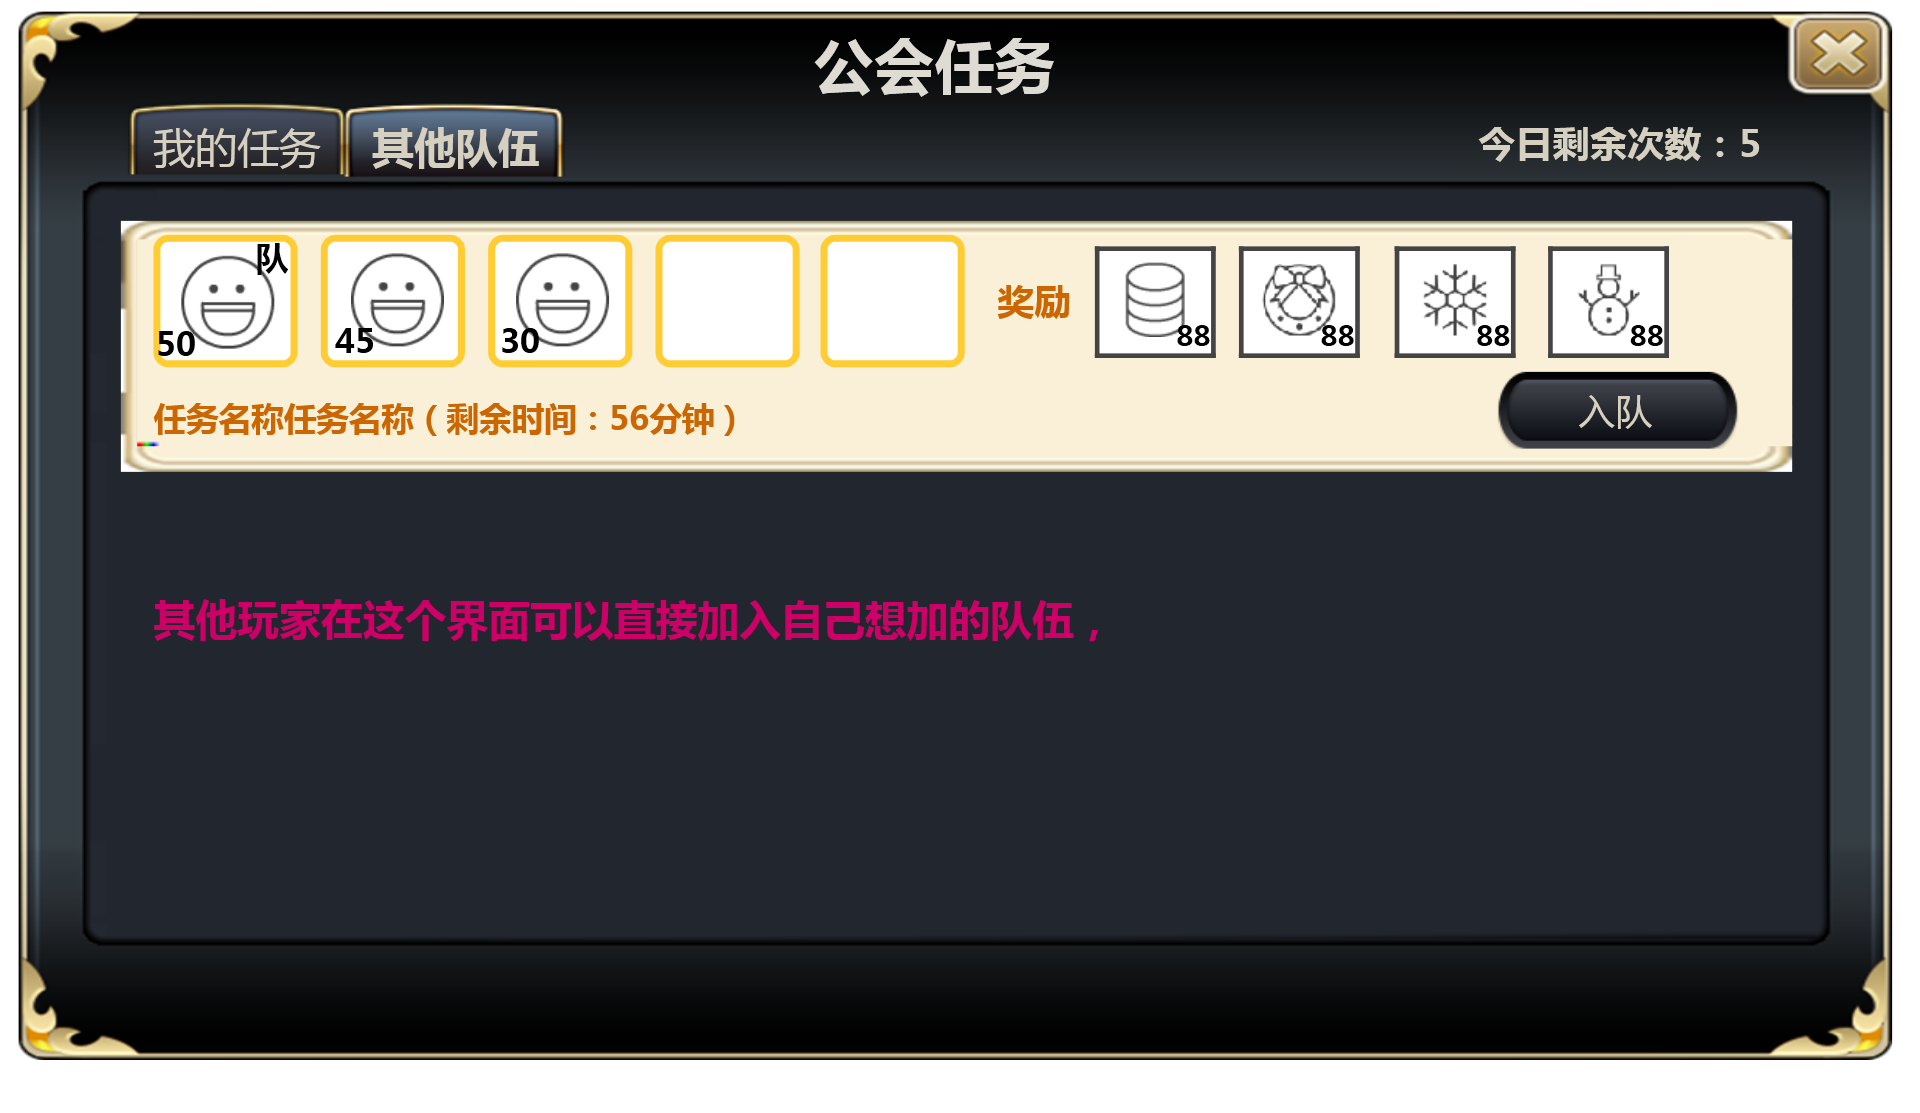 公会任务
我的任务 其他队伍 今日剩余次数：5
队
50 45 30 奖励 88 88 88 88
任务名称任务名称（剩余时间：56分钟） 入队
其他玩家在这个界面可以直接加入自己想加的队伍，